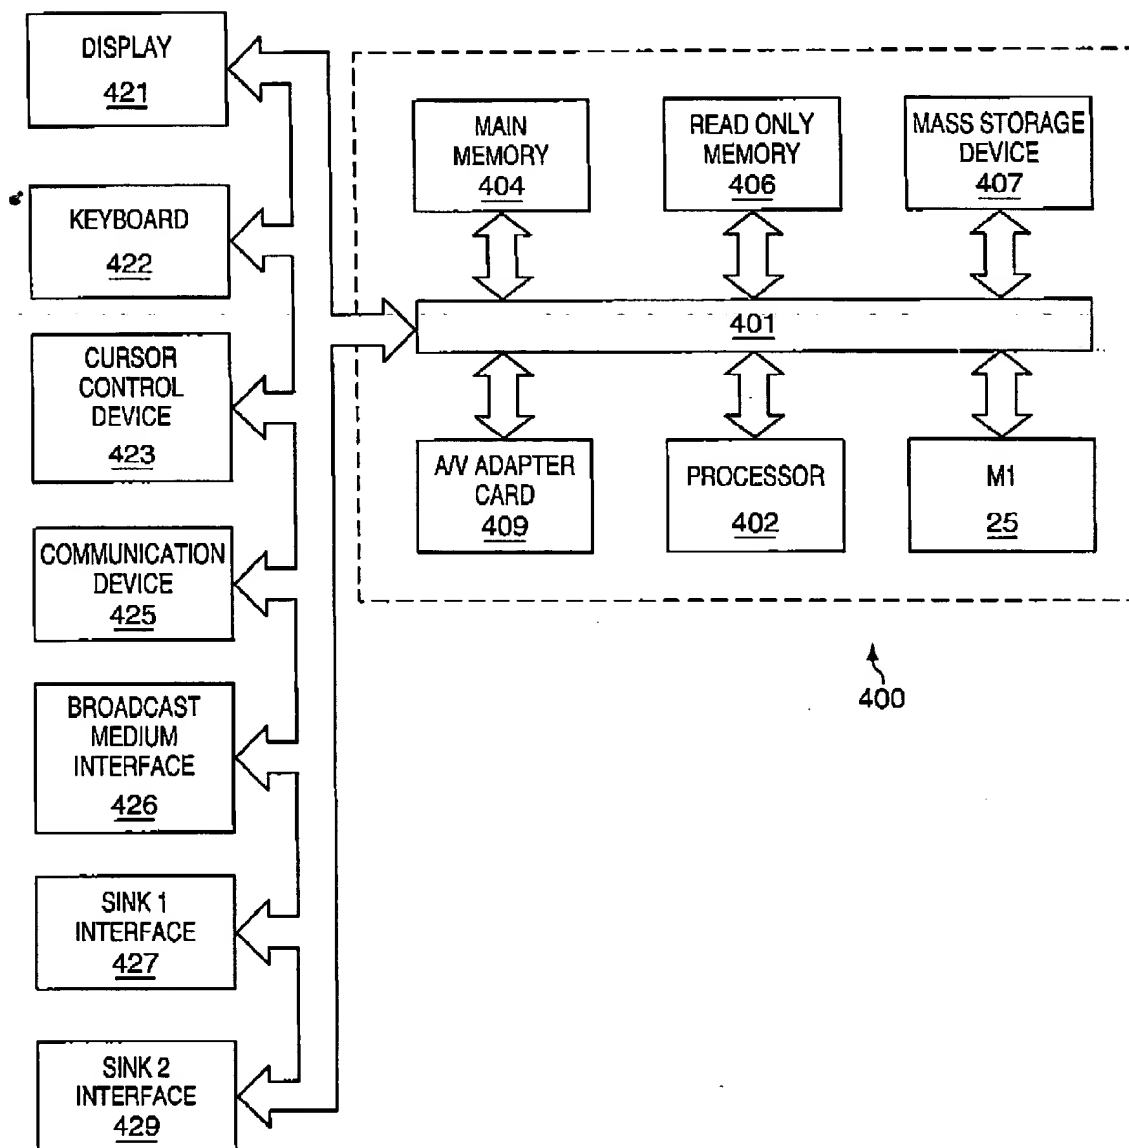 DISPLAY
421
KEYBOARD
422
CURSOR
CONTROL
DEVICE
423
COMMUNICATION
DEVICE
425
BROADCAST
MEDIUM
INTERFACE
426
SINK 1
INTERFACE
427
SINK 2
INTERFACE
429
MAIN
MEMORY
404
READ ONLY
MEMORY
406
MASS STORAGE
DEVICE
407
401
A/V ADAPTER
CARD
409
PROCESSOR
402
M1
25
400